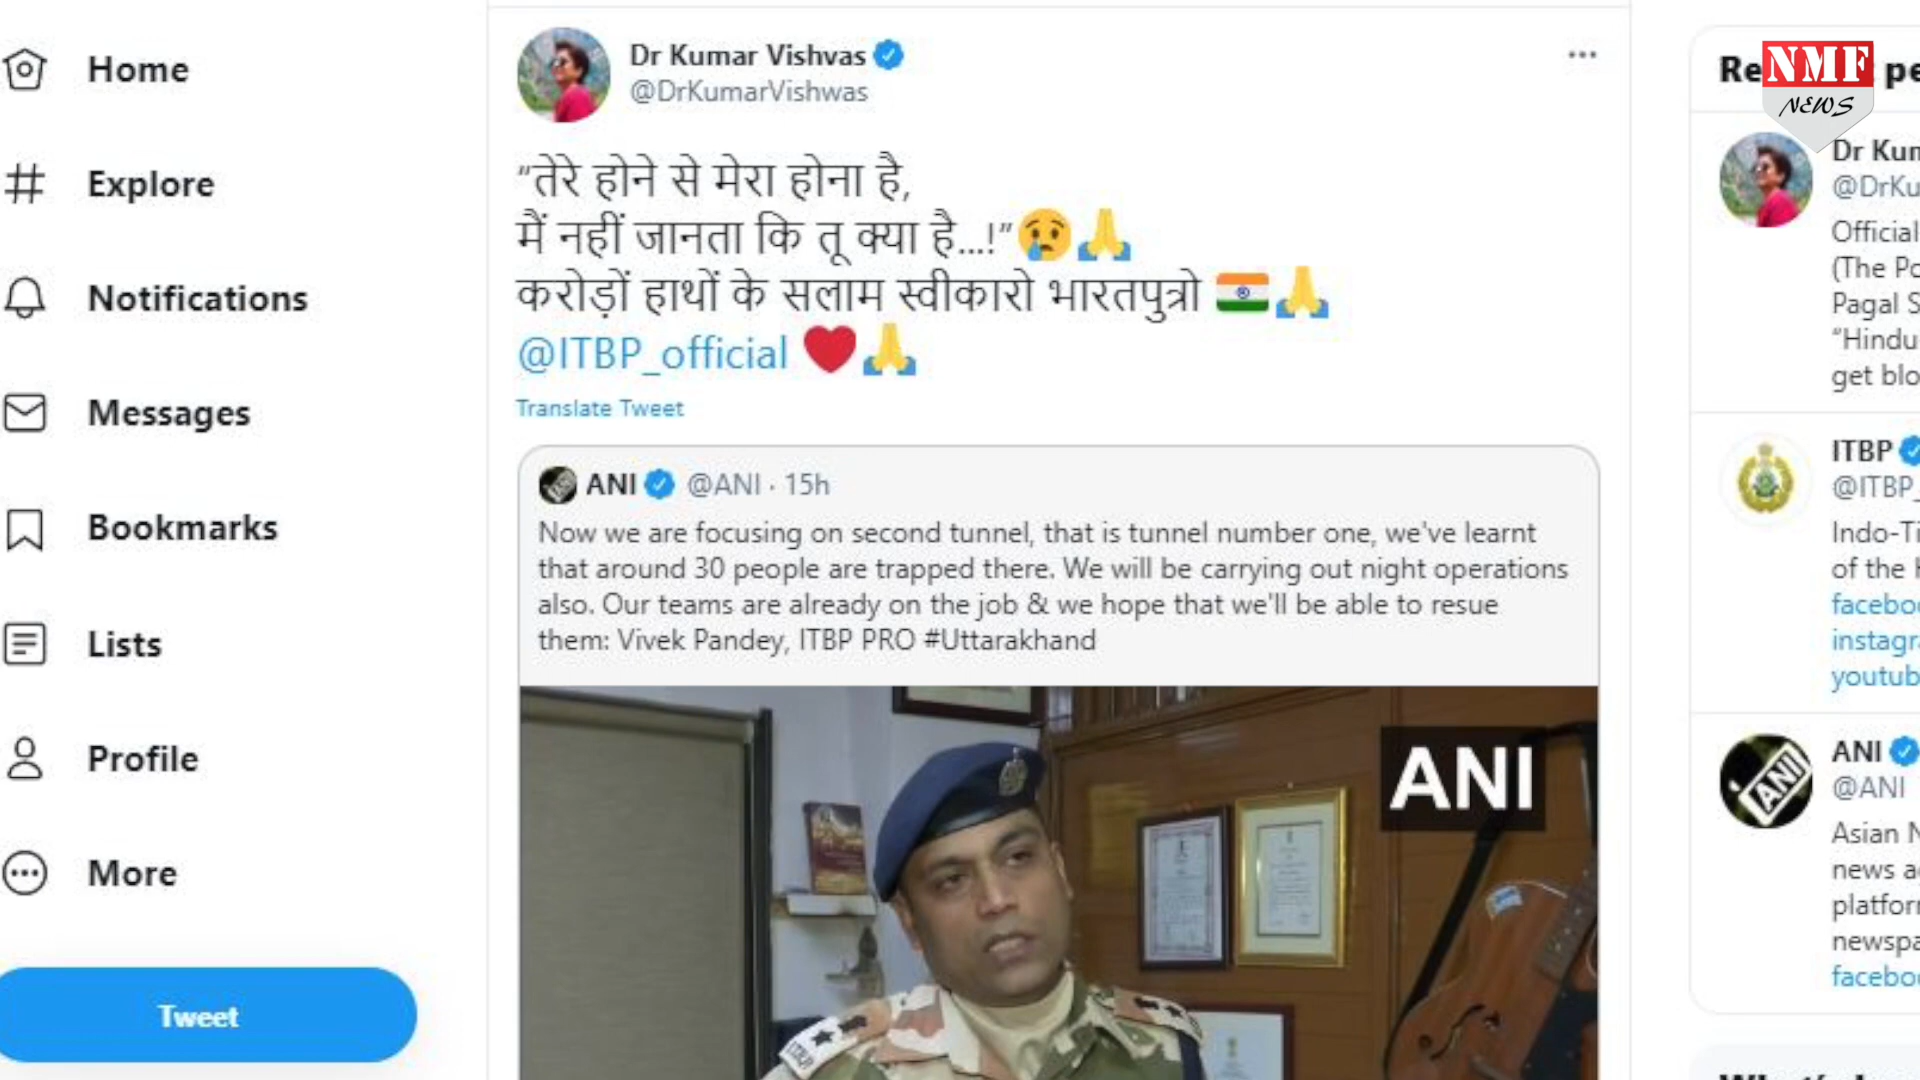 Home
Explore
Notifications
Messages
Bookmarks
Lists
Profile
More
Tweet
Dr Kumar Vishvas
@DrKumarVishwas
“तेरे होने से मेरा होना है,
मैं नहीं जानता कि तू क्या है...!”😢🙏
करोड़ों हाथों के सलाम स्वीकारो भारतपुत्रो 🇮🇳🙏
@ITBP_official ❤️🙏
Translate Tweet
ANI @ANI · 15h
Now we are focusing on second tunnel, that is tunnel number one, we've learnt
that around 30 people are trapped there. We will be carrying out night operations
also. Our teams are already on the job & we hope that we'll be able to resue
them: Vivek Pandey, ITBP PRO #Uttarakhand
ANI
ITBP
NMF
NEWS
Re pe
Dr Kum
@DrKu
Official
(The Po
Pagal S
“Hindu
get blo
ITBP
@ITBP_
Indo-Ti
of the H
facebo
instagr
youtub
ANI
ANI
@ANI
Asian N
news a
platfor
newspa
facebo